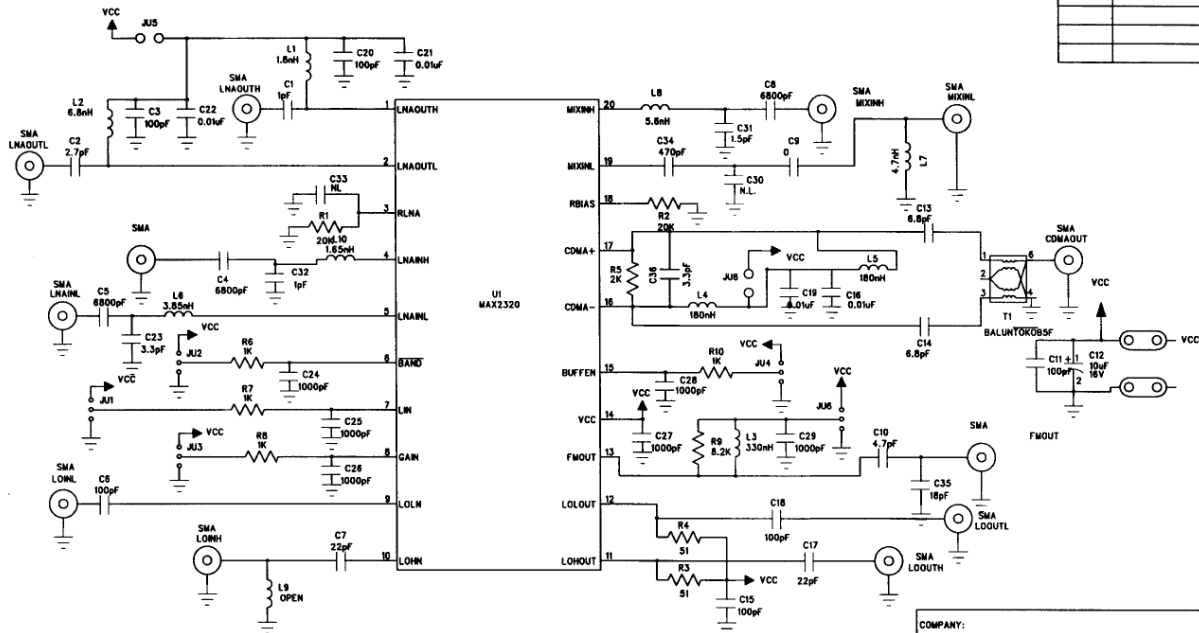 VCC
JU5
L1
1.8nH
C20
100pF
C21
0.01uF
L2
6.8nH
C3
100pF
C22
0.01uF
SMA
LNAOUTH
C1
1pF
SMA
LNAOUTL
C2
2.7pF
1 LNAOUTH
2 LNAOUTL
C33
NL
R1
20K
3 RLNA
SMA
L10
1.65nH
4 LNAINH
C4
6800pF
C32
1pF
SMA
LNAINL
C5
6800pF
L6
3.85nH
5 LNAINL
C23
3.3pF
VCC
JU2
R6
1K
6 BAND
C24
1000pF
VCC
JU1
R7
1K
7 LIN
C25
1000pF
VCC
JU3
R8
1K
8 GAIN
C26
1000pF
SMA
LOINL
C6
100pF
9 LOLN
SMA
LOINH
C7
22pF
10 LOHN
L9
OPEN
U1
MAX2320
MIXINH 20
L8
5.6nH
C8
6800pF
SMA
MIXINH
SMA
MIXINL
C31
1.5pF
C34
470pF
C9
0
MIXINL 19
C30
N.L.
4.7nH
L7
RBIAS 18
R2
20K
C13
6.8pF
CDMA+ 17
R5
2K
C36
3.3pF
VCC
JU8
L5
180nH
L4
180nH
C19
0.01uF
C16
0.01uF
CDMA- 16
C14
6.8pF
1
2
3
6
4
T1
BALUNTOKOB5F
SMA
CDMAOUT
VCC
VCC
C11
100pF
+
1
2
C12
10uF
16V
BUFFEN 15
R10
1K
VCC
JU4
C28
1000pF
VCC
VCC 14
C27
1000pF
R9
8.2K
L3
330nH
C29
1000pF
VCC
JU6
FMOUT 13
C10
4.7pF
SMA
FMOUT
C35
18pF
LOLOUT 12
C18
100pF
SMA
LOOUTL
R4
51
LOHOUT 11
C17
22pF
SMA
LOOUTH
R3
51
VCC
C15
100pF
COMPANY: